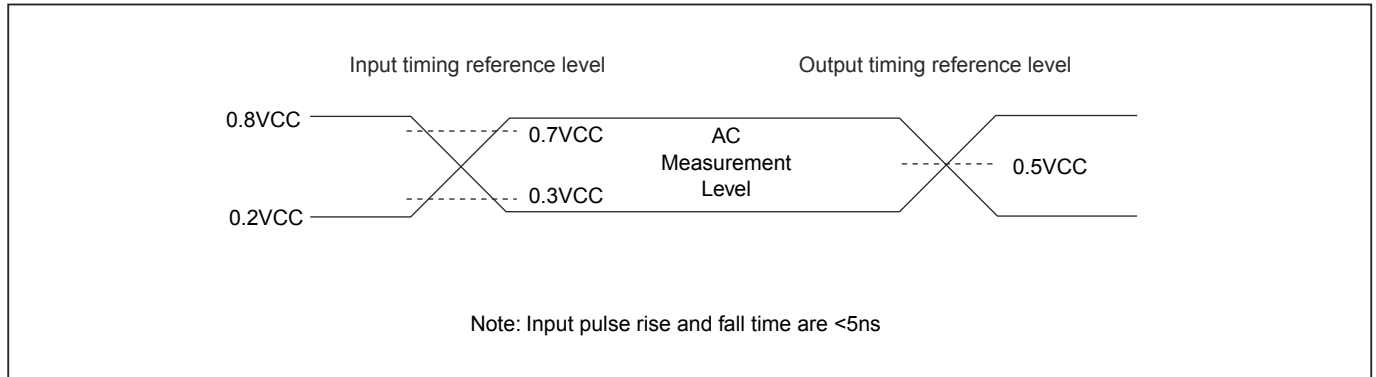 Input timing reference level
Output timing reference level
0.8VCC
0.7VCC
AC
Measurement
Level
0.5VCC
0.3VCC
0.2VCC
Note: Input pulse rise and fall time are <5ns